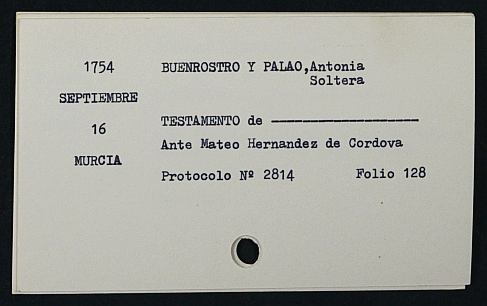 1754
SEPTIEMBRE
16
MURCIA
BUENROSTRO Y PALAO,Antonia
Soltera
TESTAMENTO de -------------------
Ante Mateo Hernandez de Cordova
Protocolo Nº 2814 Folio 128